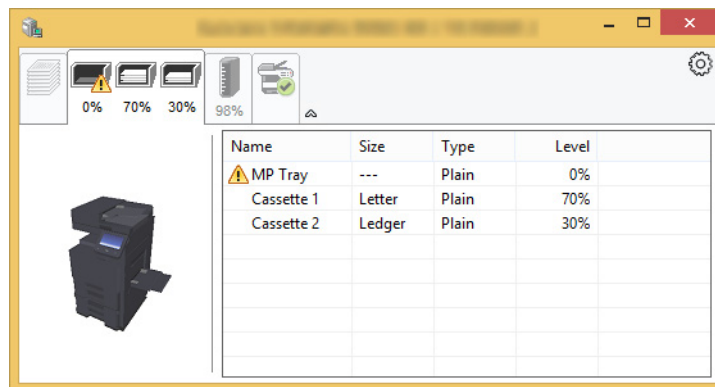 0% 70% 30% 98%
Name Size Type Level
MP Tray --- Plain 0%
Cassette 1 Letter Plain 70%
Cassette 2 Ledger Plain 30%